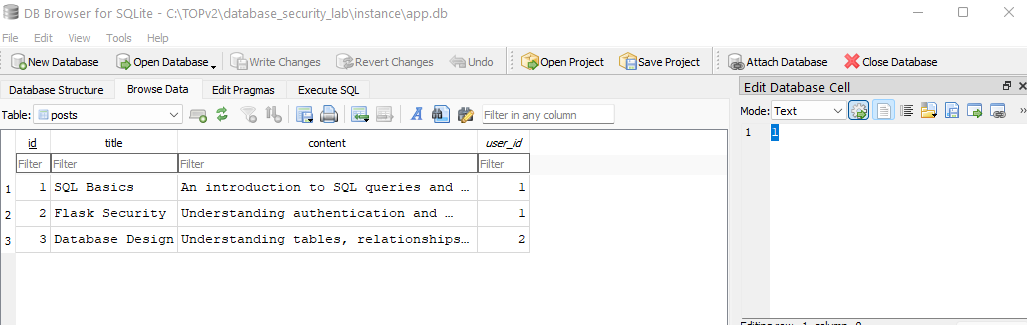 DB Browser for SQLite - C:\TOPv2\database_security_lab\instance\app.db
File Edit View Tools Help
New Database Open Database Write Changes Revert Changes Undo Open Project Save Project Attach Database Close Database
Database Structure Browse Data Edit Pragmas Execute SQL Edit Database Cell
Table: posts Filter in any column Mode: Text
id title content user_id 1 1
Filter Filter Filter Filter
1 1 SQL Basics An introduction to SQL queries and … 1
2 2 Flask Security Understanding authentication and … 1
3 3 Database Design Understanding tables, relationships… 2